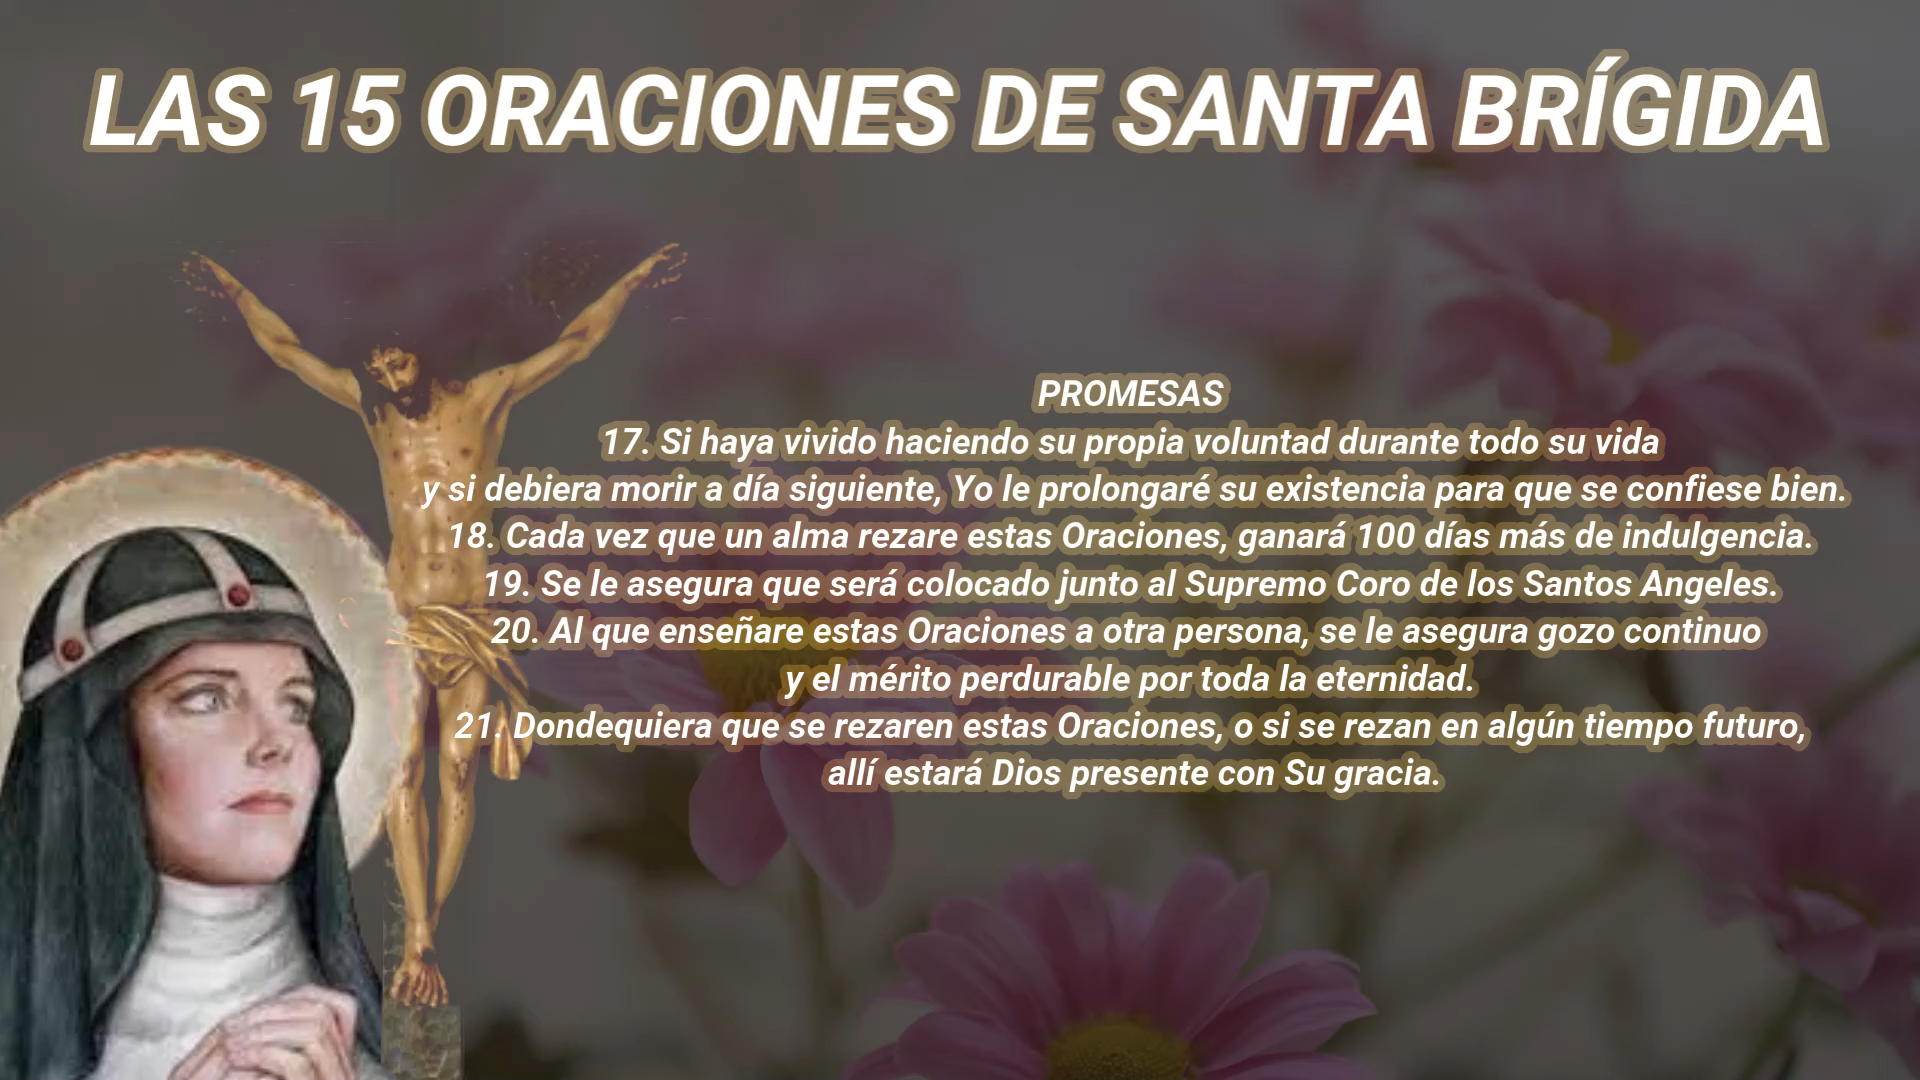 LAS 15 ORACIONES DE SANTA BRÍGIDA
PROMESAS
17. Si haya vivido haciendo su propia voluntad durante todo su vida
y si debiera morir a día siguiente, Yo le prolongaré su existencia para que se confiese bien.
18. Cada vez que un alma rezare estas Oraciones, ganará 100 días más de indulgencia.
19. Se le asegura que será colocado junto al Supremo Coro de los Santos Angeles.
20. Al que enseñare estas Oraciones a otra persona, se le asegura gozo continuo
y el mérito perdurable por toda la eternidad.
21. Dondequiera que se rezaren estas Oraciones, o si se rezan en algún tiempo futuro,
allí estará Dios presente con Su gracia.